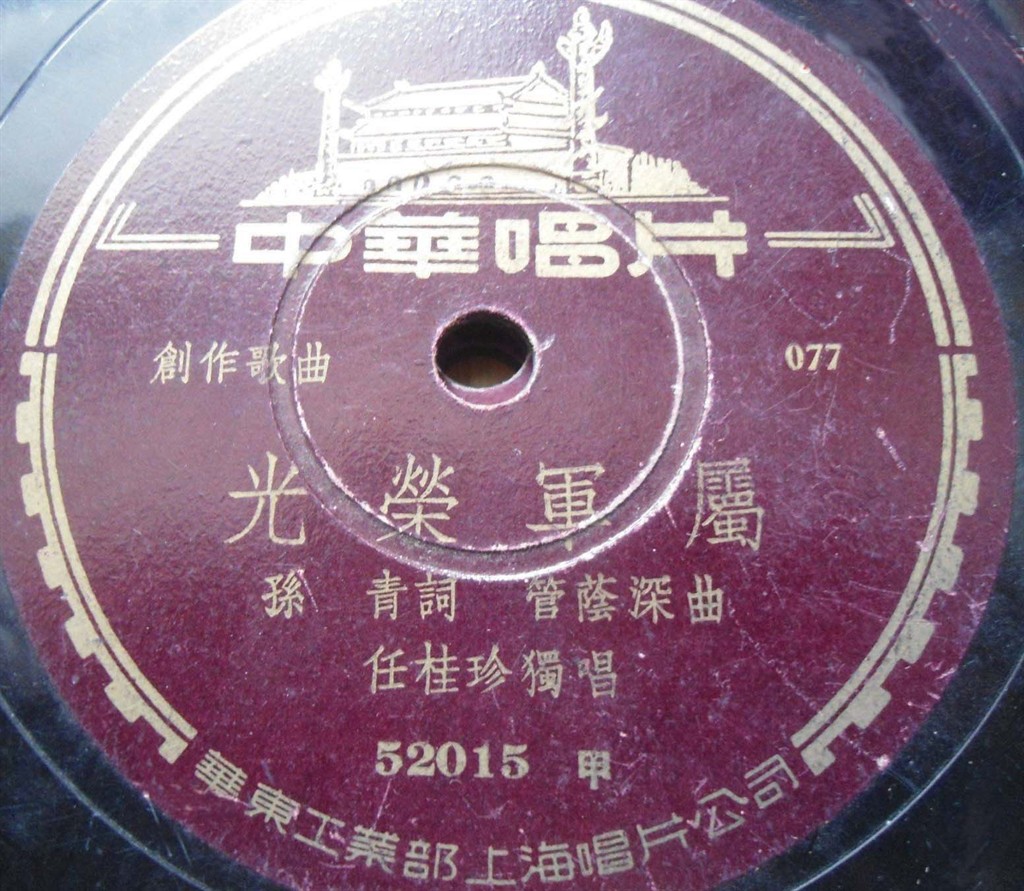 中華唱片
創作歌曲 077
光榮軍屬
孫 青詞 管蔭深曲
任桂珍獨唱
52015 甲
華東工業部上海唱片公司